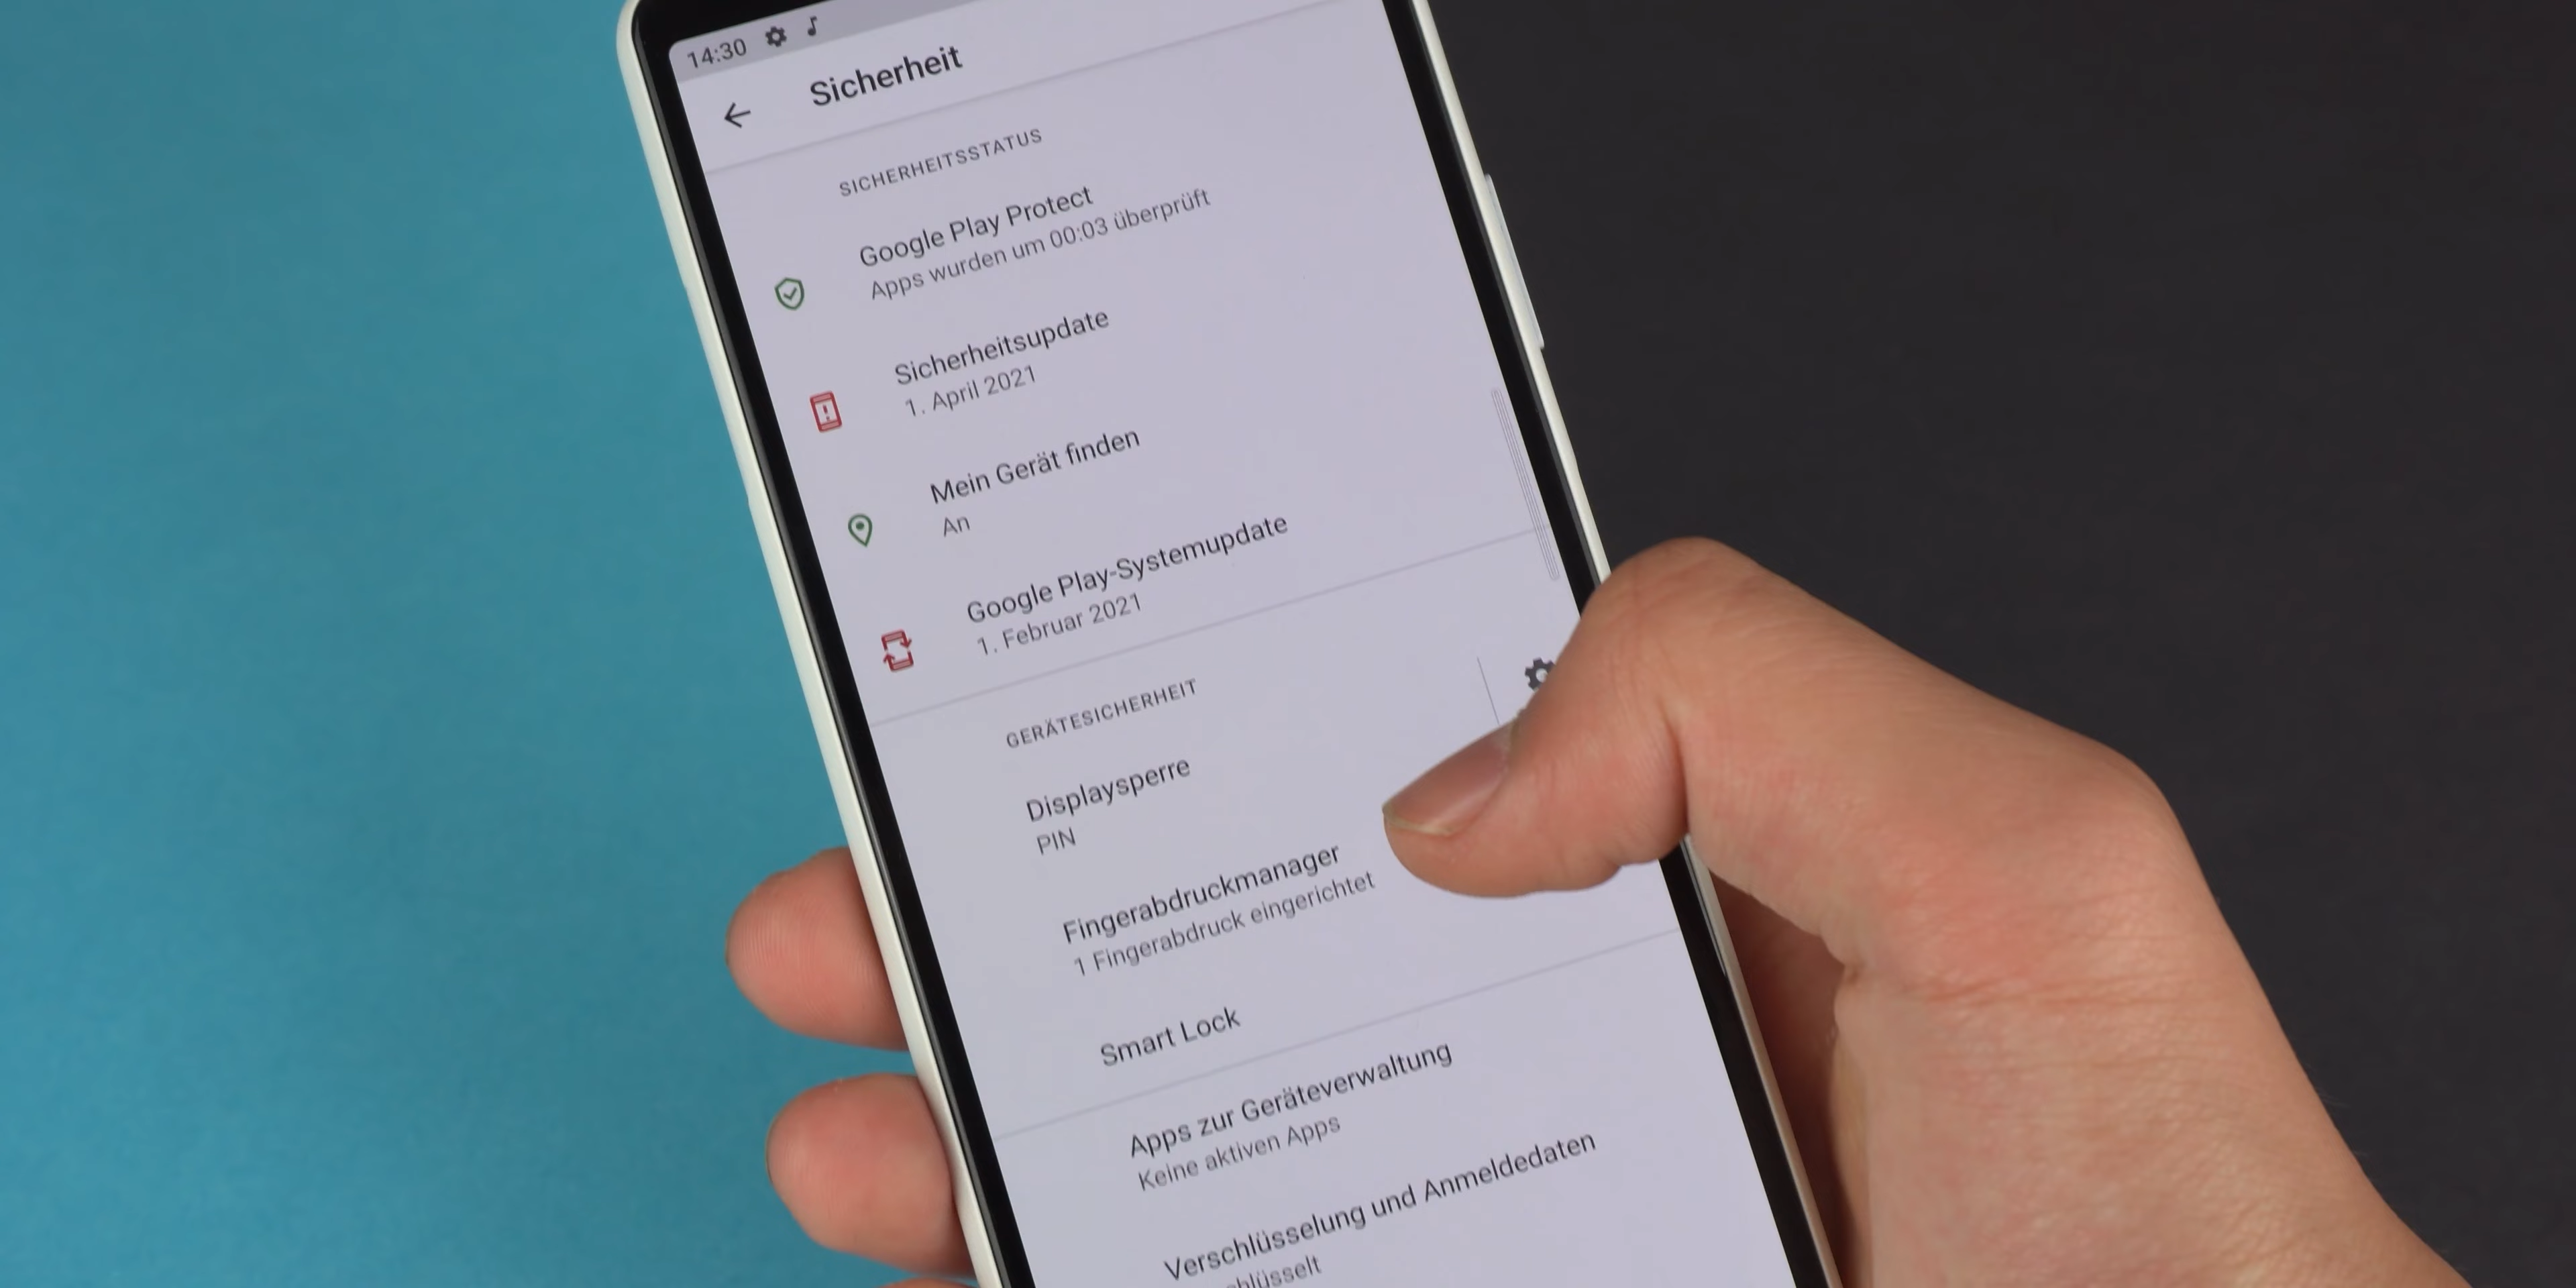 14:30
Sicherheit
SICHERHEITSSTATUS
Google Play Protect
Apps wurden um 00:03 überprüft
Sicherheitsupdate
1. April 2021
Mein Gerät finden
An
Google Play-Systemupdate
1. Februar 2021
GERÄTESICHERHEIT
Displaysperre
PIN
Fingerabdruckmanager
1 Fingerabdruck eingerichtet
Smart Lock
Apps zur Geräteverwaltung
Keine aktiven Apps
Verschlüsselung und Anmeldedaten